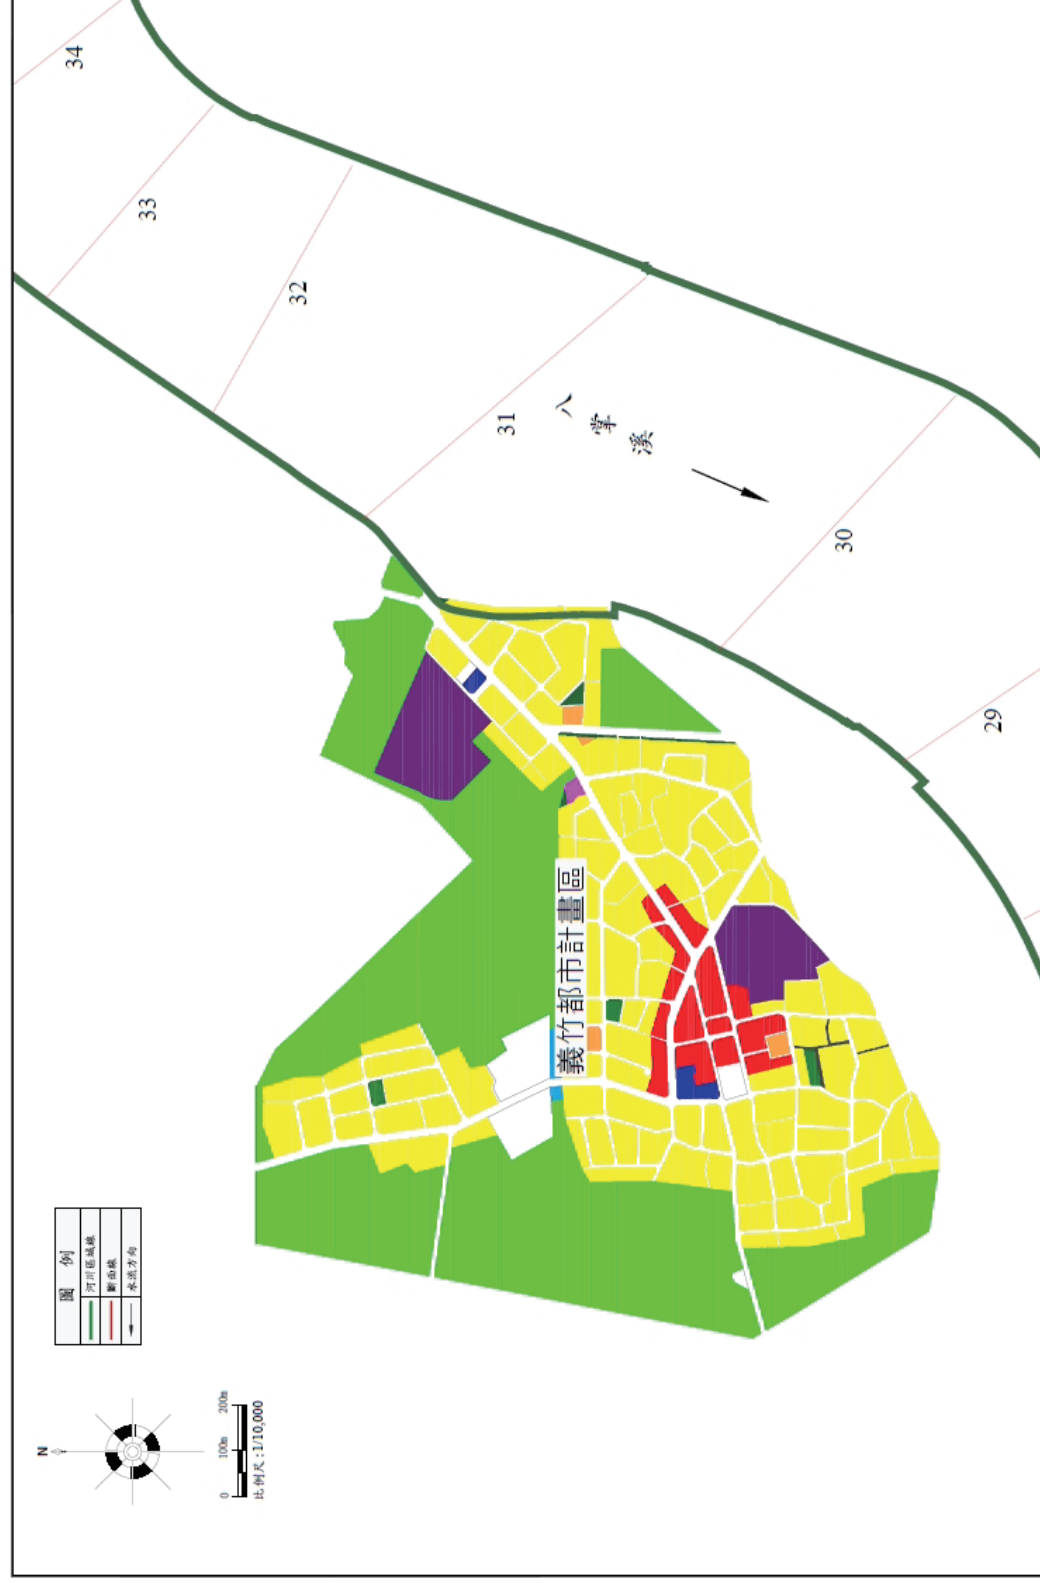 34
33
32
31
八
掌
溪
30
29
義竹都市計畫區
圖 例
河川區域線
斷面線
水流方向
N
0 100m 200m
比例尺：1/10,000